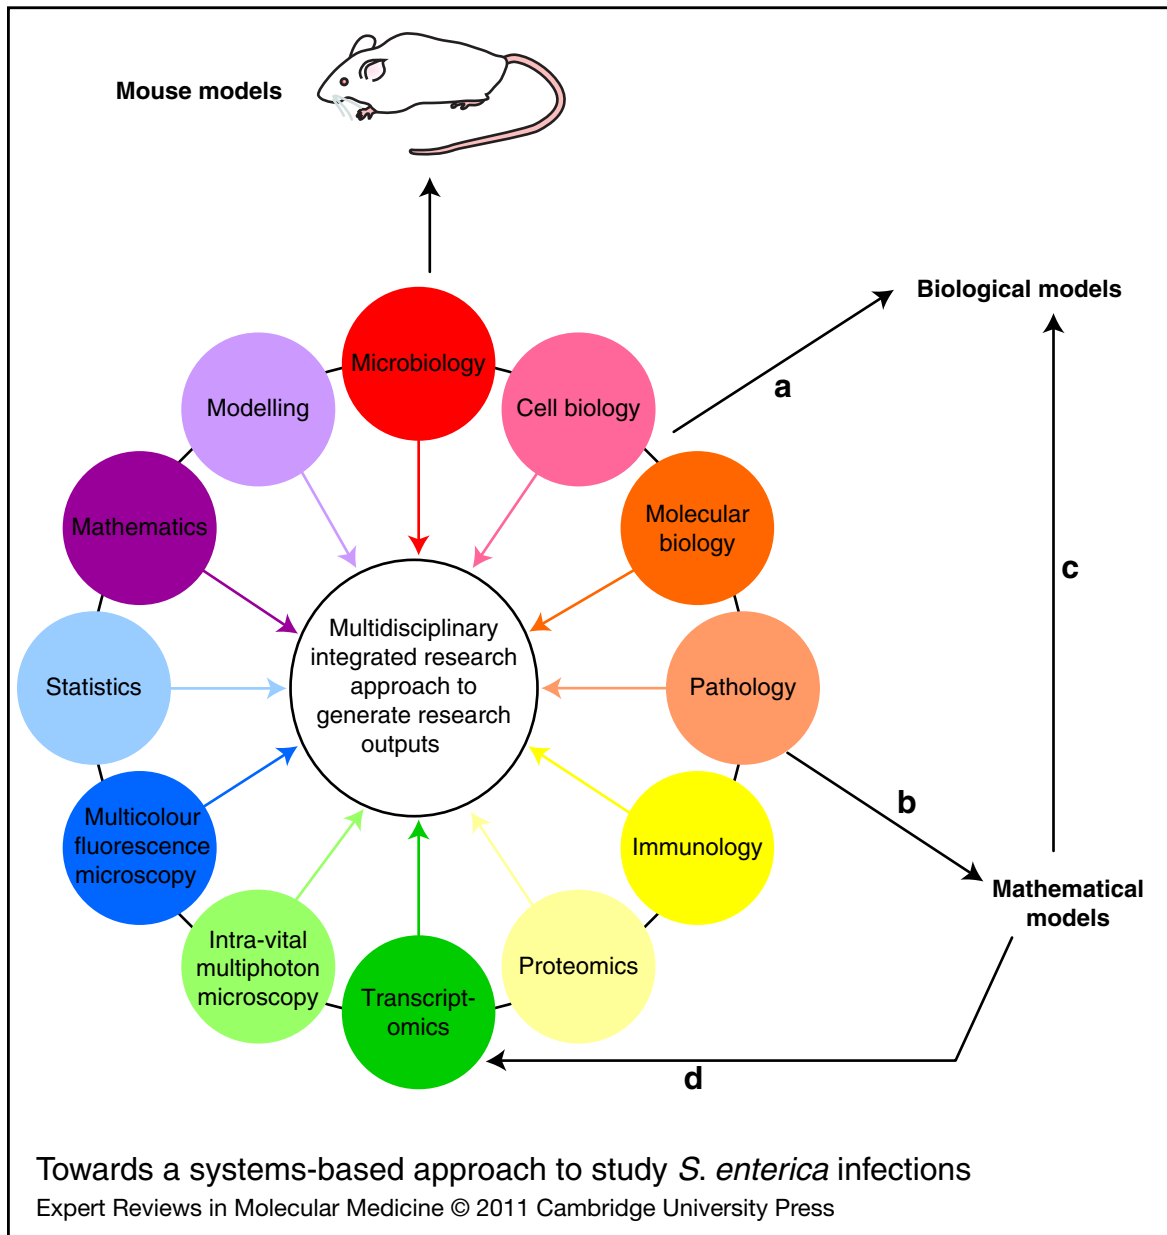 Mouse models
Biological models
a
Microbiology
Modelling
Cell biology
Mathematics
Molecular
biology
c
Multidisciplinary
integrated research
approach to
generate research
outputs
Statistics
Pathology
b
Multicolour
fluorescence
microscopy
Immunology
Mathematical
models
Intra-vital
multiphoton
microscopy
Proteomics
Transcript-
omics
d
Towards a systems-based approach to study S. enterica infections
Expert Reviews in Molecular Medicine © 2011 Cambridge University Press